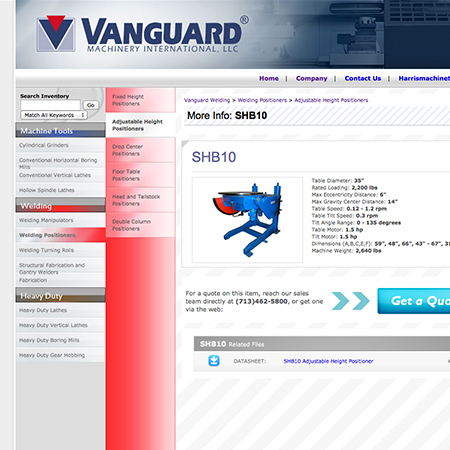 VANGUARD®
MACHINERY INTERNATIONAL, LLC
Home | Company | Contact Us | Harrismachinet
Search Inventory
Go
Match All Keywords
Machine Tools
Cylindrical Grinders
Conventional Horizontal Boring
Mills
Conventional Vertical Lathes
Hollow Spindle Lathes
Welding
Welding Manipulators
Welding Positioners
Welding Turning Rolls
Structural Fabrication and
Gantry Welders
Fabrication
Heavy Duty
Heavy Duty Lathes
Heavy Duty Vertical Lathes
Heavy Duty Boring Mills
Heavy Duty Gear Hobbing
Fixed Height
Positioners
Adjustable Height
Positioners
Drop Center
Positioners
Floor Table
Positioners
Head and Tailstock
Positioners
Double Column
Positioners
Vanguard Welding > Welding Positioners > Adjustable Height Positioners
More Info: SHB10
SHB10
Table Diameter: 35"
Rated Loading: 2,200 lbs
Max Eccentricity Distance: 6"
Max Gravity Center Distance: 14"
Table Speed: 0.12 - 1.2 rpm
Table Tilt Speed: 0.3 rpm
Tilt Angle Range: 0 - 135 degrees
Table Motor: 1.5 hp
Tilt Motor: 1.5 hp
Dimensions (A,B,C,E,F): 59", 48", 66", 43" - 67", 31
Machine Weight: 2,640 lbs
For a quote on this item, reach our sales
team directly at (713)462-5800, or get one
via the web:
Get a Quo
SHB10 Related Files
DATASHEET: SHB10 Adjustable Height Positioner